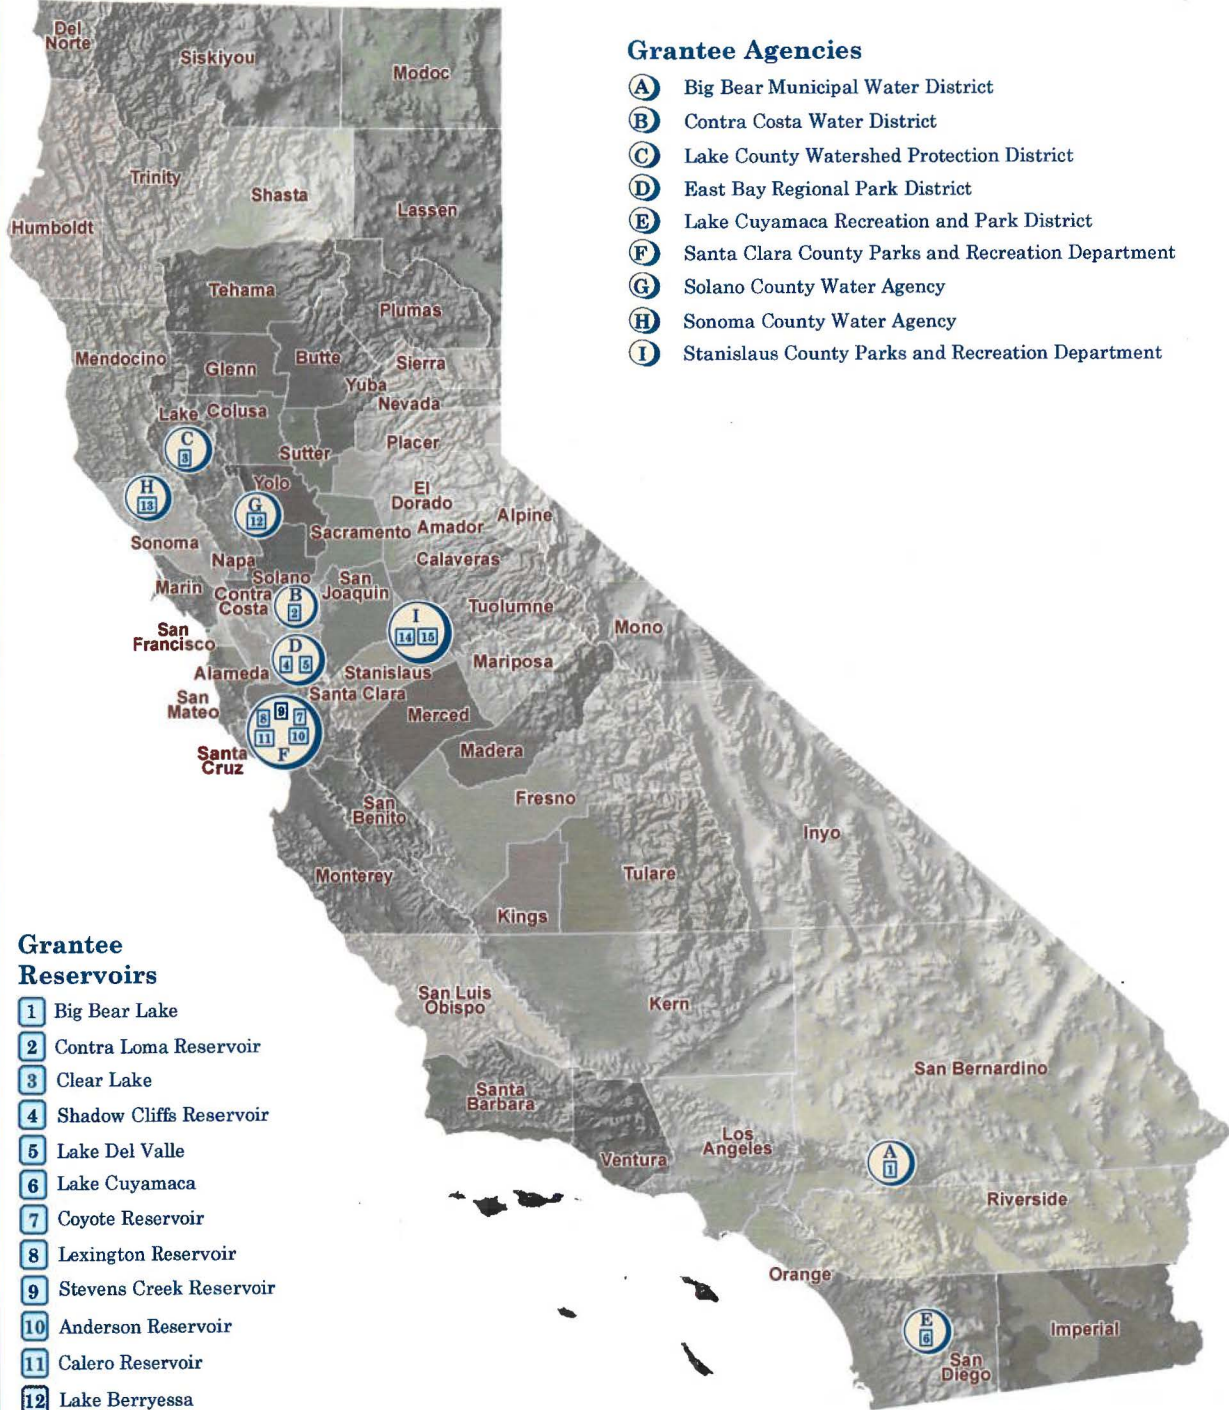 Del
Norte
Siskiyou
Modoc
Trinity
Shasta
Lassen
Humboldt
Tehama
Plumas
Mendocino
Glenn
Butte
Sierra
Yuba
Nevada
Lake
Colusa
Placer
Sutter
C
3
H
13
Yolo
G
12
El
Dorado
Alpine
Sacramento
Amador
Sonoma
Napa
Calaveras
Solano
San
Joaquin
Marin
Contra
Costa
B
2
Tuolumne
I
14 15
Mono
San
Francisco
D
4 5
Alameda
Stanislaus
Mariposa
San
Mateo
Santa Clara
8 9 7
11 10
F
Merced
Santa
Cruz
Madera
San
Benito
Fresno
Inyo
Monterey
Tulare
Kings
San Luis
Obispo
Kern
San Bernardino
Santa
Barbara
Los
Angeles
Ventura
A
1
Riverside
Orange
E
6
San
Diego
Imperial
Grantee Agencies
A Big Bear Municipal Water District
B Contra Costa Water District
C Lake County Watershed Protection District
D East Bay Regional Park District
E Lake Cuyamaca Recreation and Park District
F Santa Clara County Parks and Recreation Department
G Solano County Water Agency
H Sonoma County Water Agency
I Stanislaus County Parks and Recreation Department
Grantee
Reservoirs
1 Big Bear Lake
2 Contra Loma Reservoir
3 Clear Lake
4 Shadow Cliffs Reservoir
5 Lake Del Valle
6 Lake Cuyamaca
7 Coyote Reservoir
8 Lexington Reservoir
9 Stevens Creek Reservoir
10 Anderson Reservoir
11 Calero Reservoir
12 Lake Berryessa